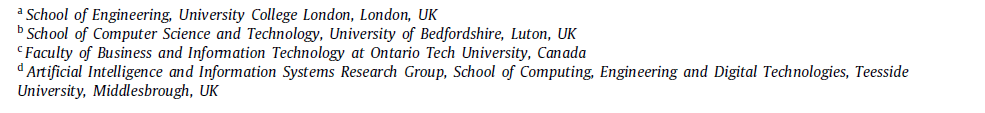 a School of Engineering, University College London, London, UK
b School of Computer Science and Technology, University of Bedfordshire, Luton, UK
c Faculty of Business and Information Technology at Ontario Tech University, Canada
d Artificial Intelligence and Information Systems Research Group, School of Computing, Engineering and Digital Technologies, Teesside
University, Middlesbrough, UK